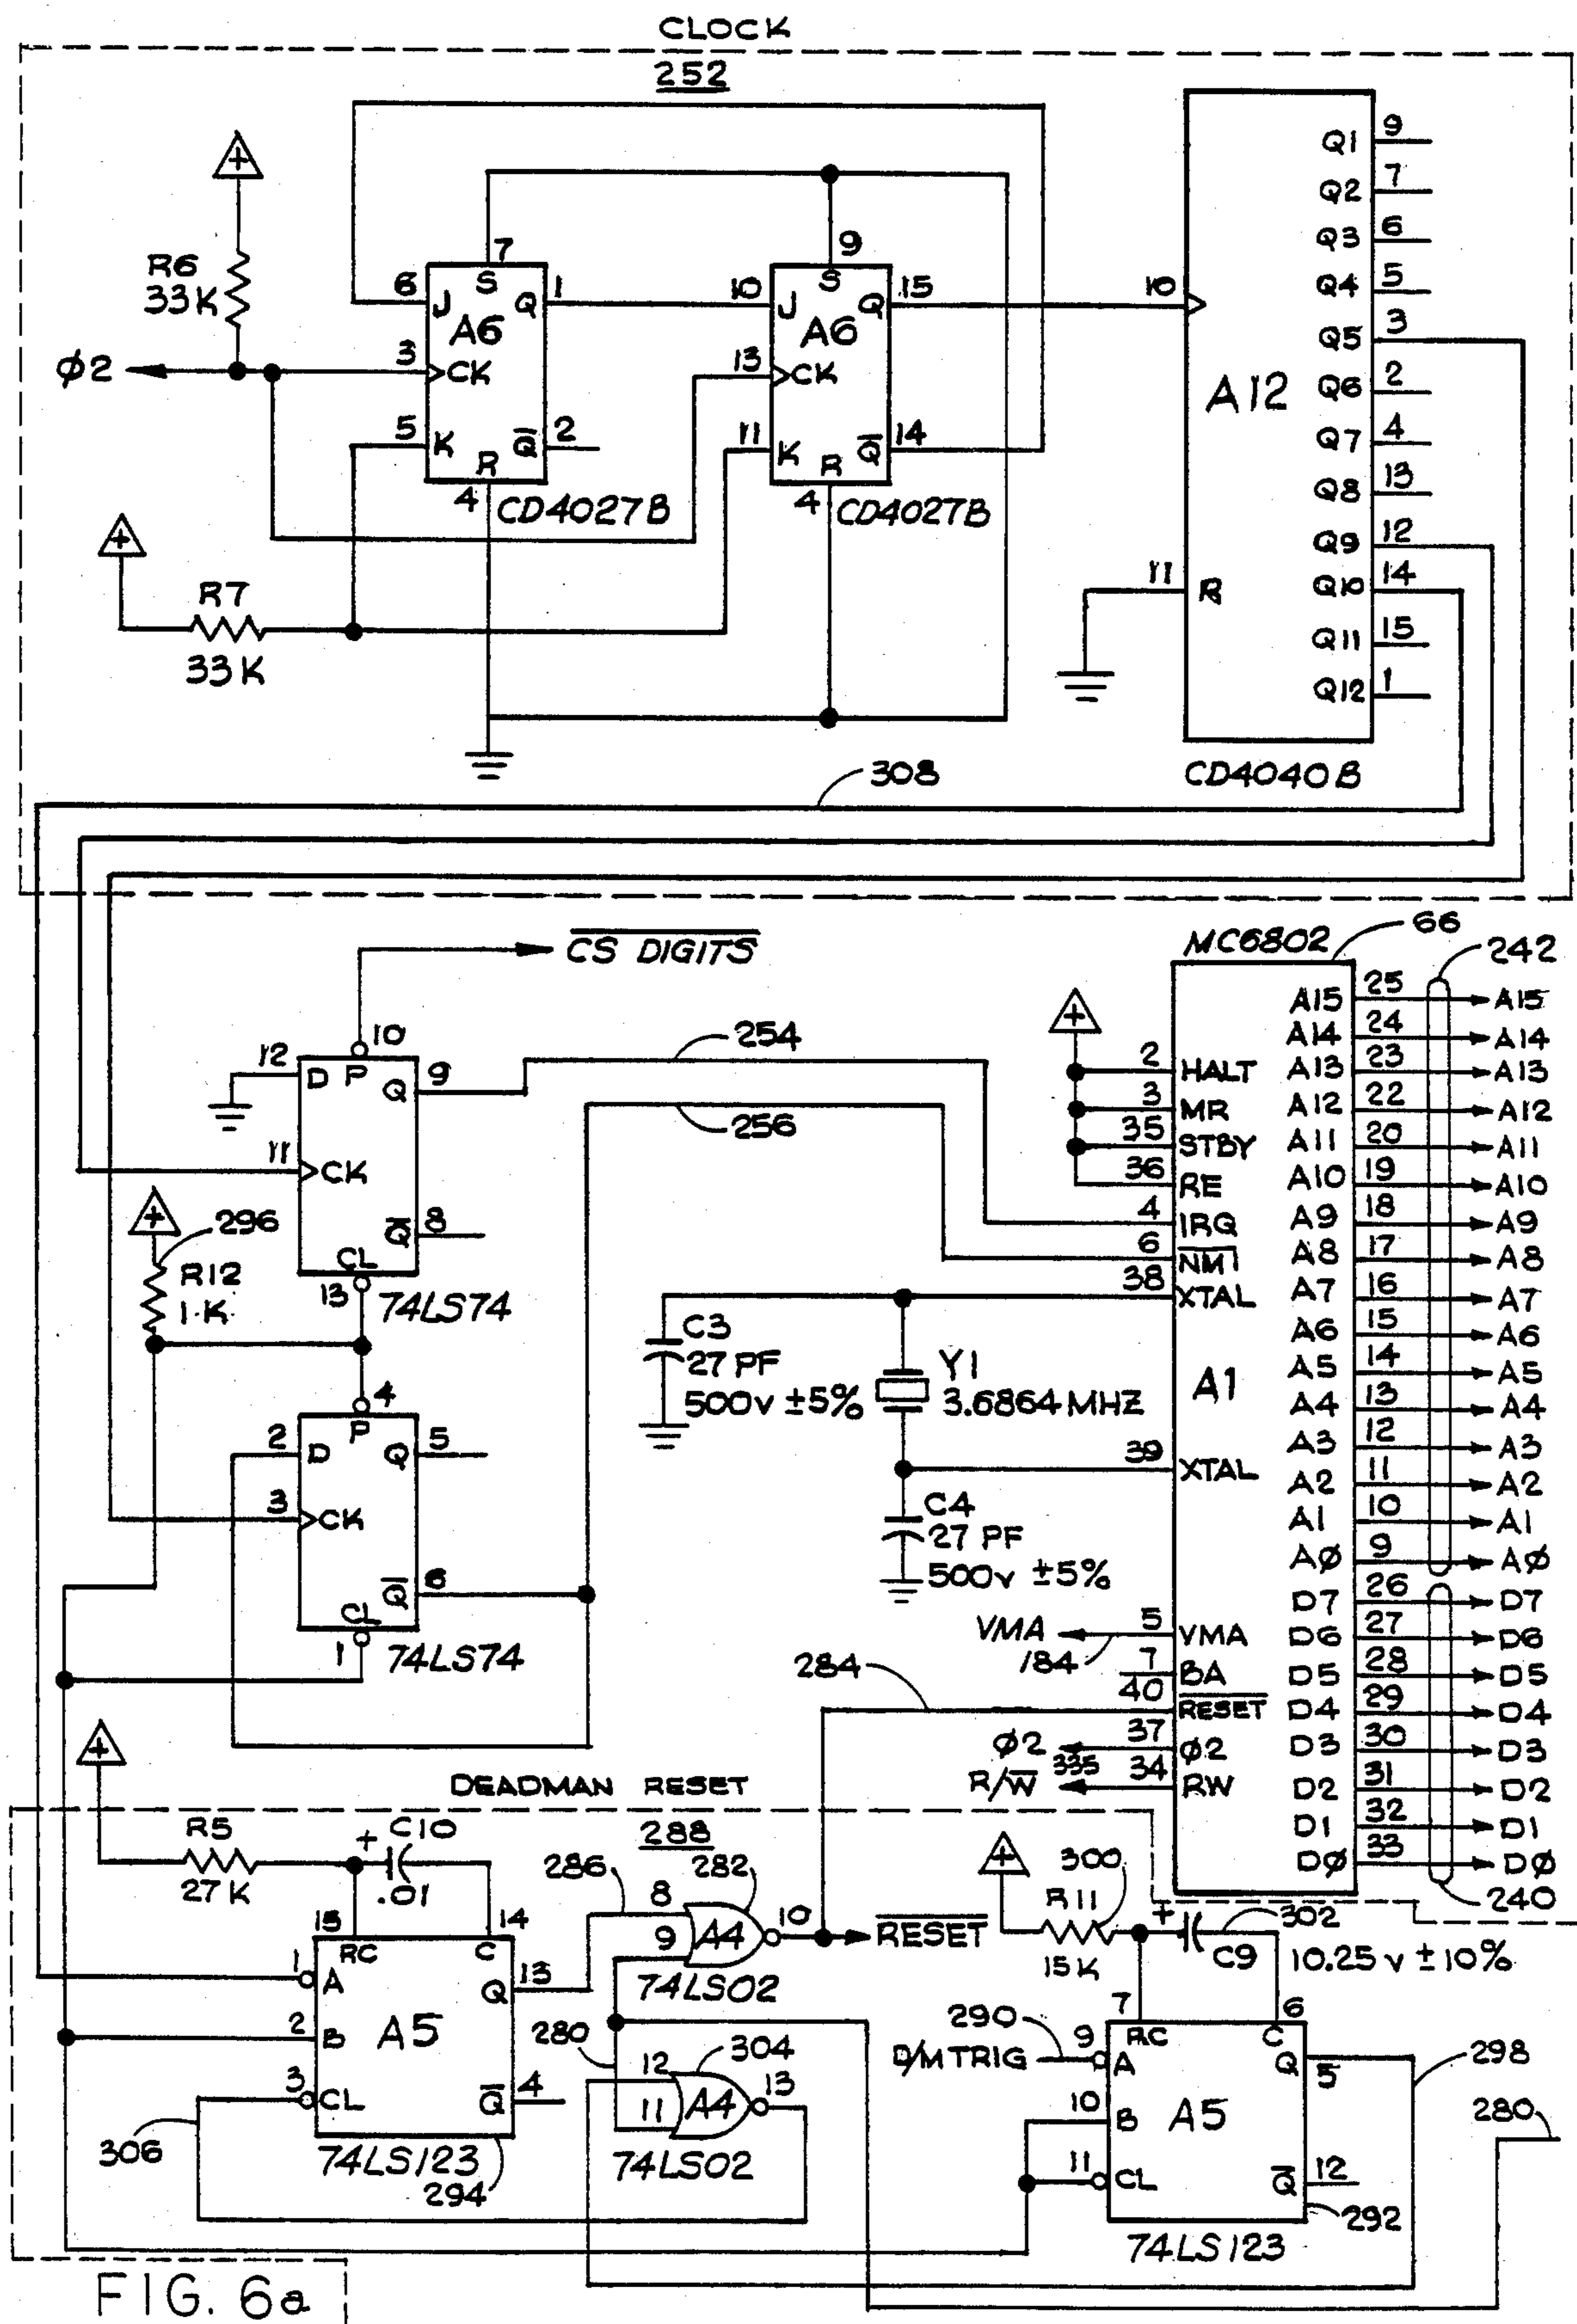 CLOCK
252
R6
33K
φ2
6 J
7 S
Q 1
A6
3 CK
5 K
R
4
Q̅ 2
CD4027B
10 J
9 S
Q 15
A6
13 CK
11 K
R
4
Q̅ 14
CD4027B
R7
33K
10
A12
11 R
Q1 9
Q2 7
Q3 6
Q4 5
Q5 3
Q6 2
Q7 4
Q8 13
Q9 12
Q10 14
Q11 15
Q12 1
CD4040B
308
C̅S̅ ̅D̅I̅G̅I̅T̅S̅
10
12 D P Q 9
11 CK
Q̅ 8
CL
13
74LS74
254
256
296
R12
1K
4
2 D P Q 5
3 CK
Q̅ 6
CL
1
74LS74
MC6802
66
242
2 HALT
3 MR
35 STBY
36 RE
4 IRQ
6 N̅M̅I̅
38 XTAL
A1
39 XTAL
5 VMA
7 BA
40 R̅E̅S̅E̅T̅
37 φ2
34 RW
A15 25 A15
A14 24 A14
A13 23 A13
A12 22 A12
A11 20 A11
A10 19 A10
A9 18 A9
A8 17 A8
A7 16 A7
A6 15 A6
A5 14 A5
A4 13 A4
A3 12 A3
A2 11 A2
A1 10 A1
AØ 9 AØ
D7 26 D7
D6 27 D6
D5 28 D5
D4 29 D4
D3 30 D3
D2 31 D2
D1 32 D1
DØ 33 DØ
240
C3
27 PF
500v ±5%
Y1
3.6864 MHZ
C4
27 PF
500v ±5%
VMA
184
284
φ2
R/W̅ 335
DEADMAN RESET
288
R5
27K
+ C10
.01
15 RC
14 C
1 A
2 B
3 CL
A5
Q 13
Q̅ 4
74LS123
294
306
286
282
8
9
A4
10
R̅E̅S̅E̅T̅
74LS02
280
304
12
11
A4
13
74LS02
300
R11
15K
+
302
C9
10.25v ±10%
290
D/MTRIG
7 RC
6 C
9 A
10 B
11 CL
A5
Q 5
Q̅ 12
74LS123
292
298
280
FIG. 6a